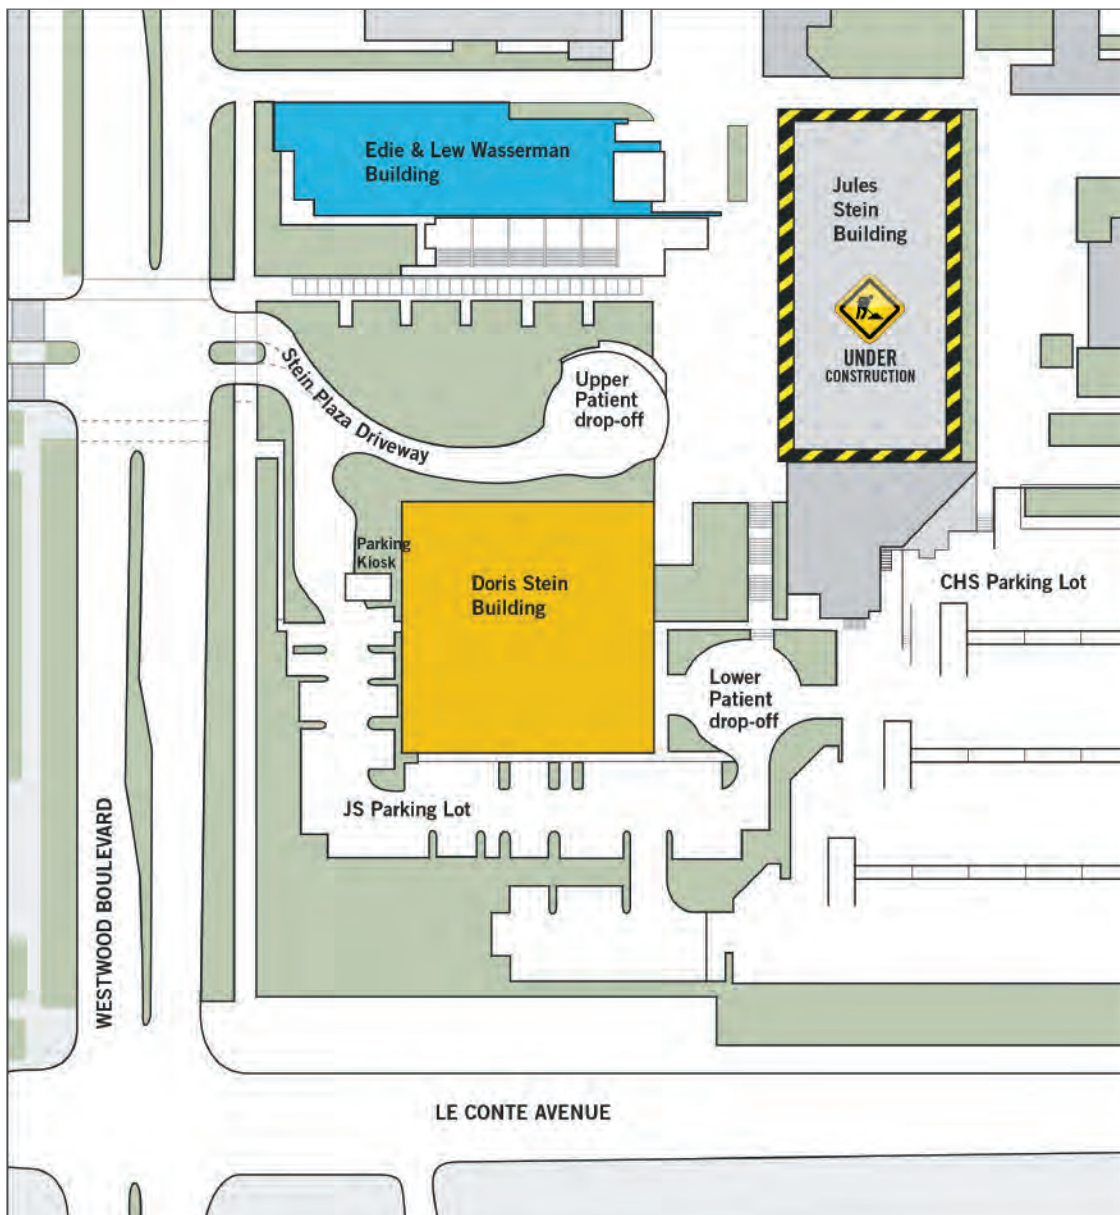 Edie & Lew Wasserman
Building
Jules
Stein
Building
UNDER
CONSTRUCTION
Stein Plaza Driveway
Upper
Patient
drop-off
Parking
Kiosk
Doris Stein
Building
CHS Parking Lot
Lower
Patient
drop-off
JS Parking Lot
WESTWOOD BOULEVARD
LE CONTE AVENUE